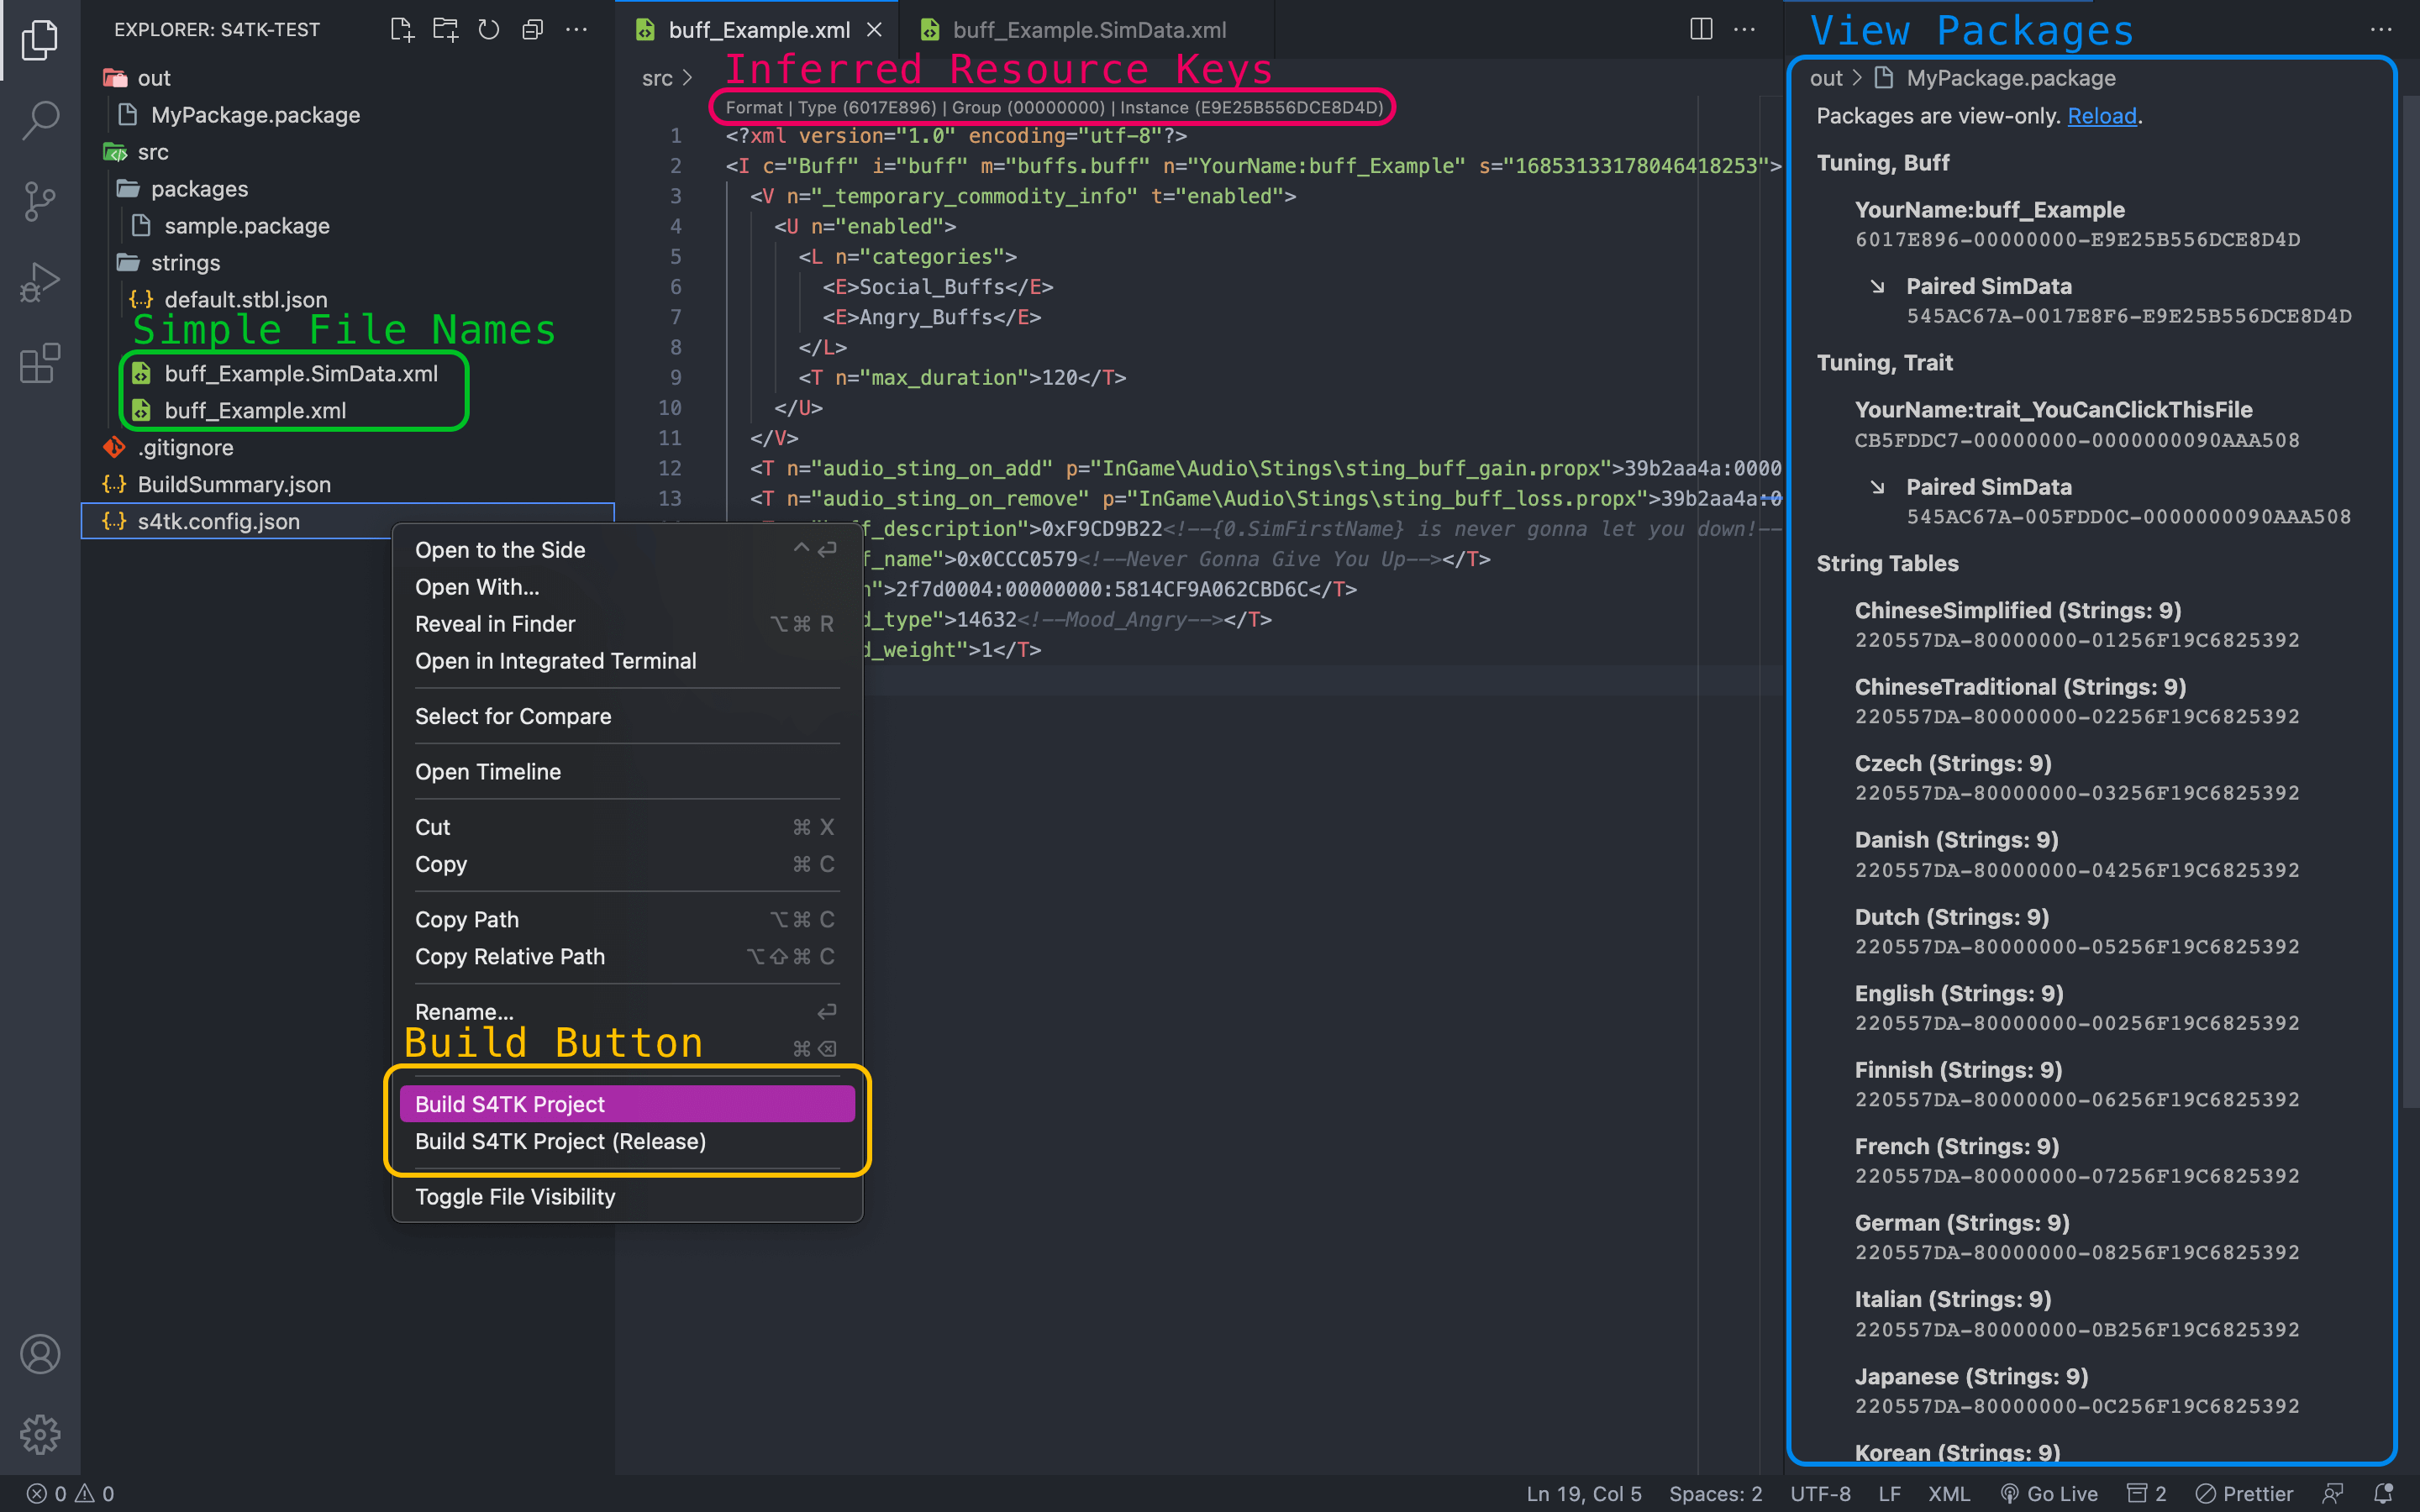 EXPLORER: S4TK-TEST
out
MyPackage.package
src
packages
sample.package
strings
default.stbl.json
Simple File Names
buff_Example.SimData.xml
buff_Example.xml
.gitignore
BuildSummary.json
s4tk.config.json
Open to the Side ^ ⏎
Open With...
Reveal in Finder ⌥⌘ R
Open in Integrated Terminal
Select for Compare
Open Timeline
Cut ⌘ X
Copy ⌘ C
Copy Path ⌥⌘ C
Copy Relative Path ⌥⇧⌘ C
Rename... ⏎
Build Button ⌘⌫
Build S4TK Project
Build S4TK Project (Release)
Toggle File Visibility
buff_Example.xml
buff_Example.SimData.xml
src >
Inferred Resource Keys
Format | Type (6017E896) | Group (00000000) | Instance (E9E25B556DCE8D4D)
1 <?xml version="1.0" encoding="utf-8"?>
2 <I c="Buff" i="buff" m="buffs.buff" n="YourName:buff_Example" s="16853133178046418253">
3 <V n="_temporary_commodity_info" t="enabled">
4 <U n="enabled">
5 <L n="categories">
6 <E>Social_Buffs</E>
7 <E>Angry_Buffs</E>
8 </L>
9 <T n="max_duration">120</T>
10 </U>
11 </V>
12 <T n="audio_sting_on_add" p="InGame\Audio\Stings\sting_buff_gain.propx">39b2aa4a:0000
13 <T n="audio_sting_on_remove" p="InGame\Audio\Stings\sting_buff_loss.propx">39b2aa4a:0
f_description">0xF9CD9B22<!--{0.SimFirstName} is never gonna let you down!--
f_name">0x0CCC0579<!--Never Gonna Give You Up--></T>
">2f7d0004:00000000:5814CF9A062CBD6C</T>
d_type">14632<!--Mood_Angry--></T>
d_weight">1</T>
View Packages
out > MyPackage.package
Packages are view-only. Reload.
Tuning, Buff
YourName:buff_Example
6017E896-00000000-E9E25B556DCE8D4D
↘ Paired SimData
545AC67A-0017E8F6-E9E25B556DCE8D4D
Tuning, Trait
YourName:trait_YouCanClickThisFile
CB5FDDC7-00000000-0000000090AAA508
↘ Paired SimData
545AC67A-005FDD0C-0000000090AAA508
String Tables
ChineseSimplified (Strings: 9)
220557DA-80000000-01256F19C6825392
ChineseTraditional (Strings: 9)
220557DA-80000000-02256F19C6825392
Czech (Strings: 9)
220557DA-80000000-03256F19C6825392
Danish (Strings: 9)
220557DA-80000000-04256F19C6825392
Dutch (Strings: 9)
220557DA-80000000-05256F19C6825392
English (Strings: 9)
220557DA-80000000-00256F19C6825392
Finnish (Strings: 9)
220557DA-80000000-06256F19C6825392
French (Strings: 9)
220557DA-80000000-07256F19C6825392
German (Strings: 9)
220557DA-80000000-08256F19C6825392
Italian (Strings: 9)
220557DA-80000000-0B256F19C6825392
Japanese (Strings: 9)
220557DA-80000000-0C256F19C6825392
Korean (Strings: 9)
0 0
Ln 19, Col 5 Spaces: 2 UTF-8 LF XML Go Live 2 Prettier